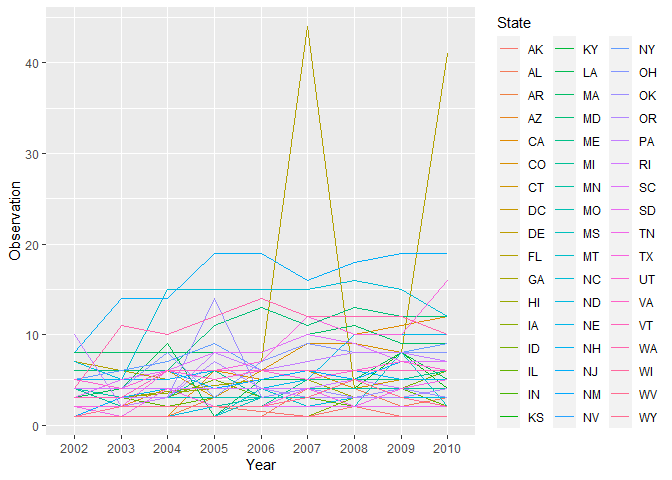 State
AK KY NY
AL LA OH
AR MA OK
AZ MD OR
CA ME PA
CO MI RI
CT MN SC
DC MO SD
DE MS TN
FL MT TX
GA NC UT
HI ND VA
IA NE VT
ID NH WA
IL NJ WI
IN NM WV
KS NV WY
Observation
40
30
20
10
0
2002 2003 2004 2005 2006 2007 2008 2009 2010
Year